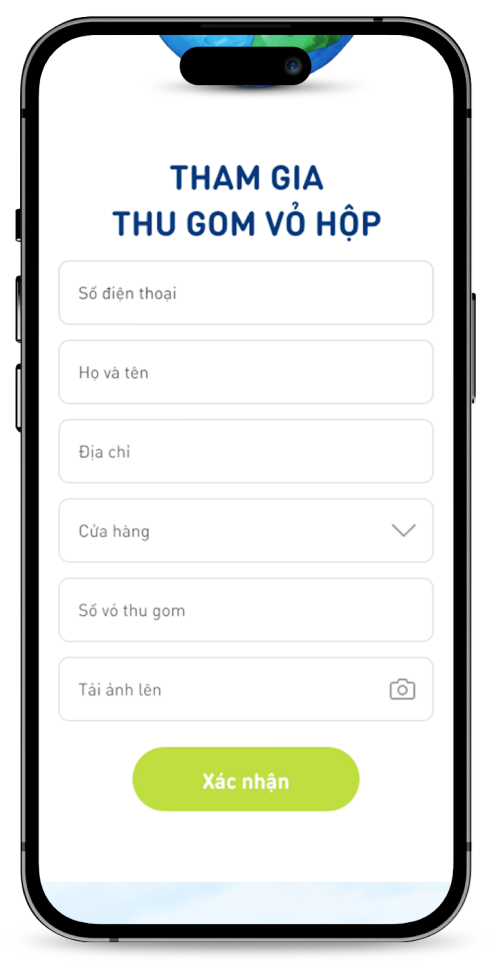 THAM GIA
THU GOM VỎ HỘP
Số điện thoại
Họ và tên
Địa chỉ
Cửa hàng
Số vỏ thu gom
Tải ảnh lên
Xác nhận